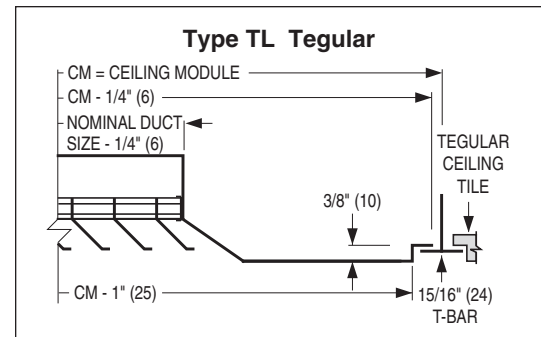 Type TL Tegular
CM = CEILING MODULE
CM - 1/4" (6)
NOMINAL DUCT
SIZE - 1/4" (6)
TEGULAR
CEILING
TILE
3/8" (10)
CM - 1" (25)
15/16" (24)
T-BAR